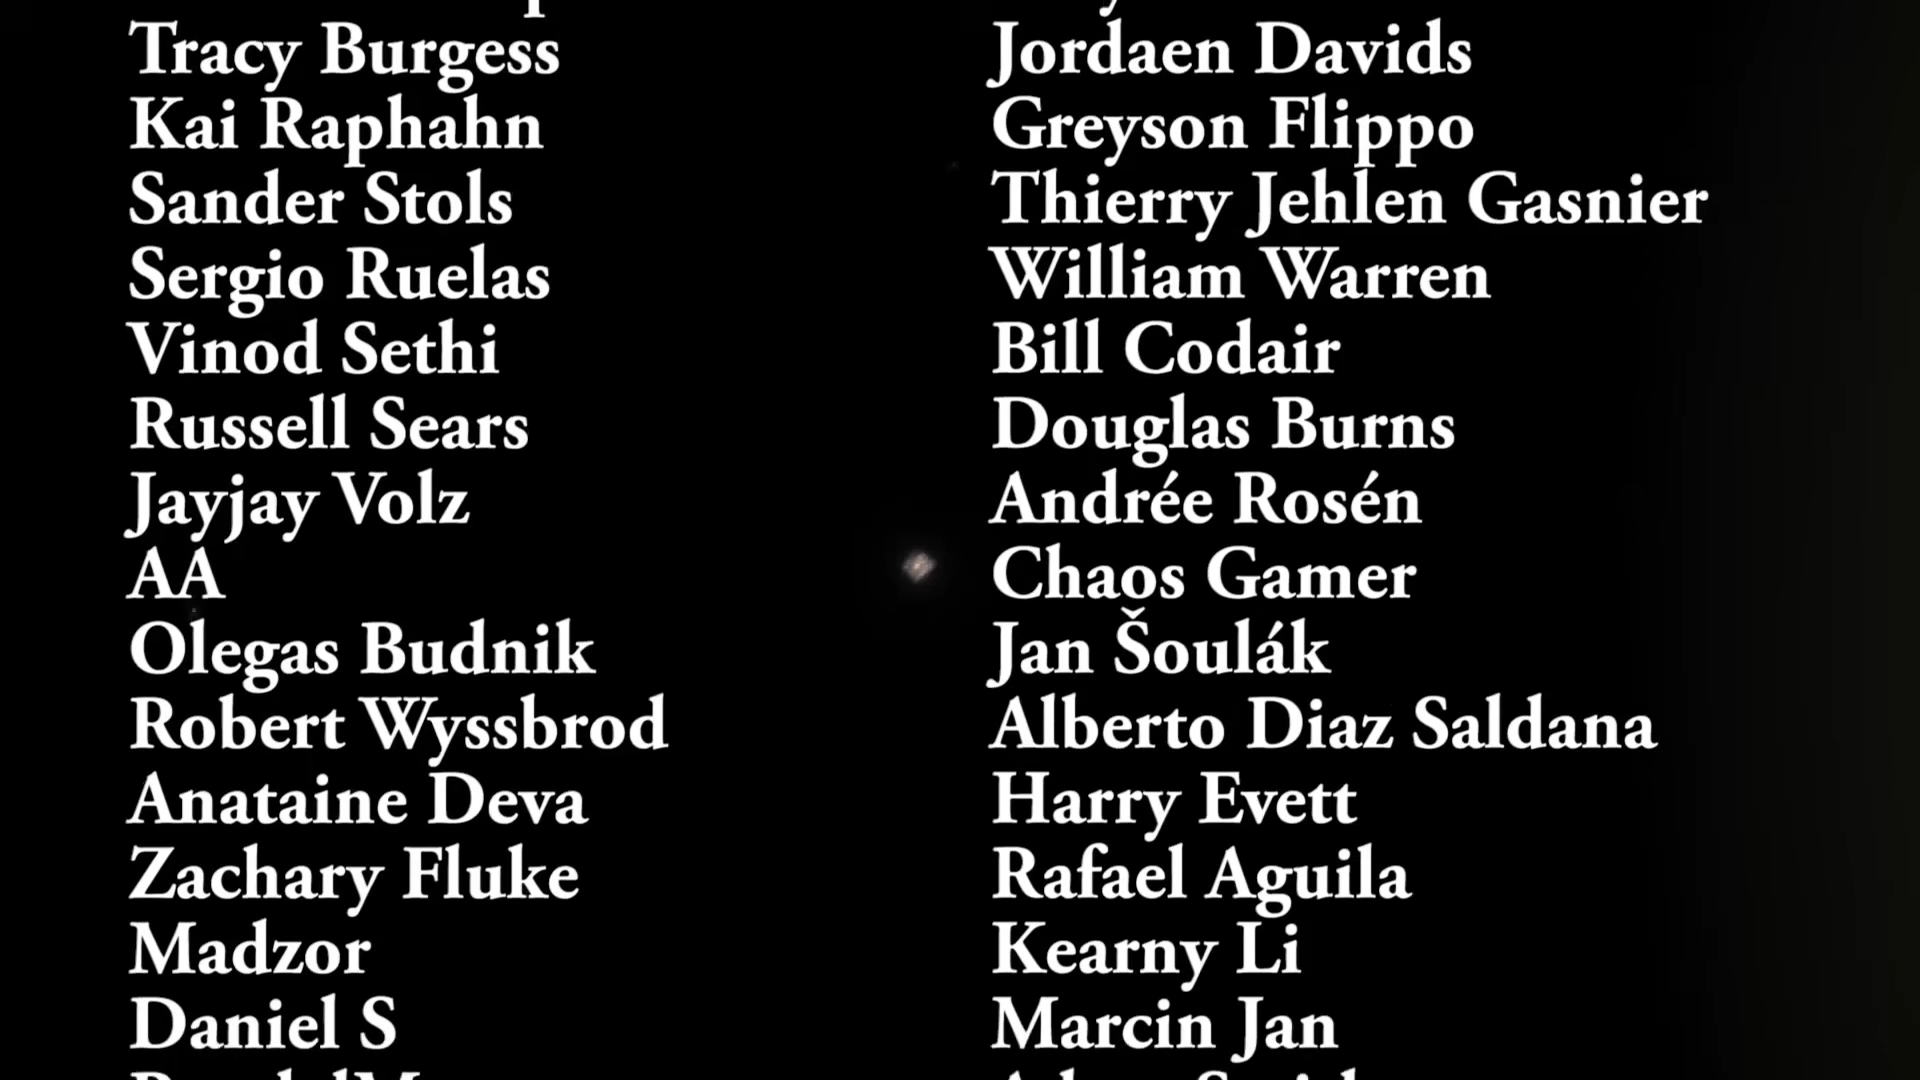 Tracy Burgess
Kai Raphahn
Sander Stols
Sergio Ruelas
Vinod Sethi
Russell Sears
Jayjay Volz
AA
Olegas Budnik
Robert Wyssbrod
Anataine Deva
Zachary Fluke
Madzor
Daniel S
Jordaen Davids
Greyson Flippo
Thierry Jehlen Gasnier
William Warren
Bill Codair
Douglas Burns
Andrée Rosén
Chaos Gamer
Jan Šoulák
Alberto Diaz Saldana
Harry Evett
Rafael Aguila
Kearny Li
Marcin Jan